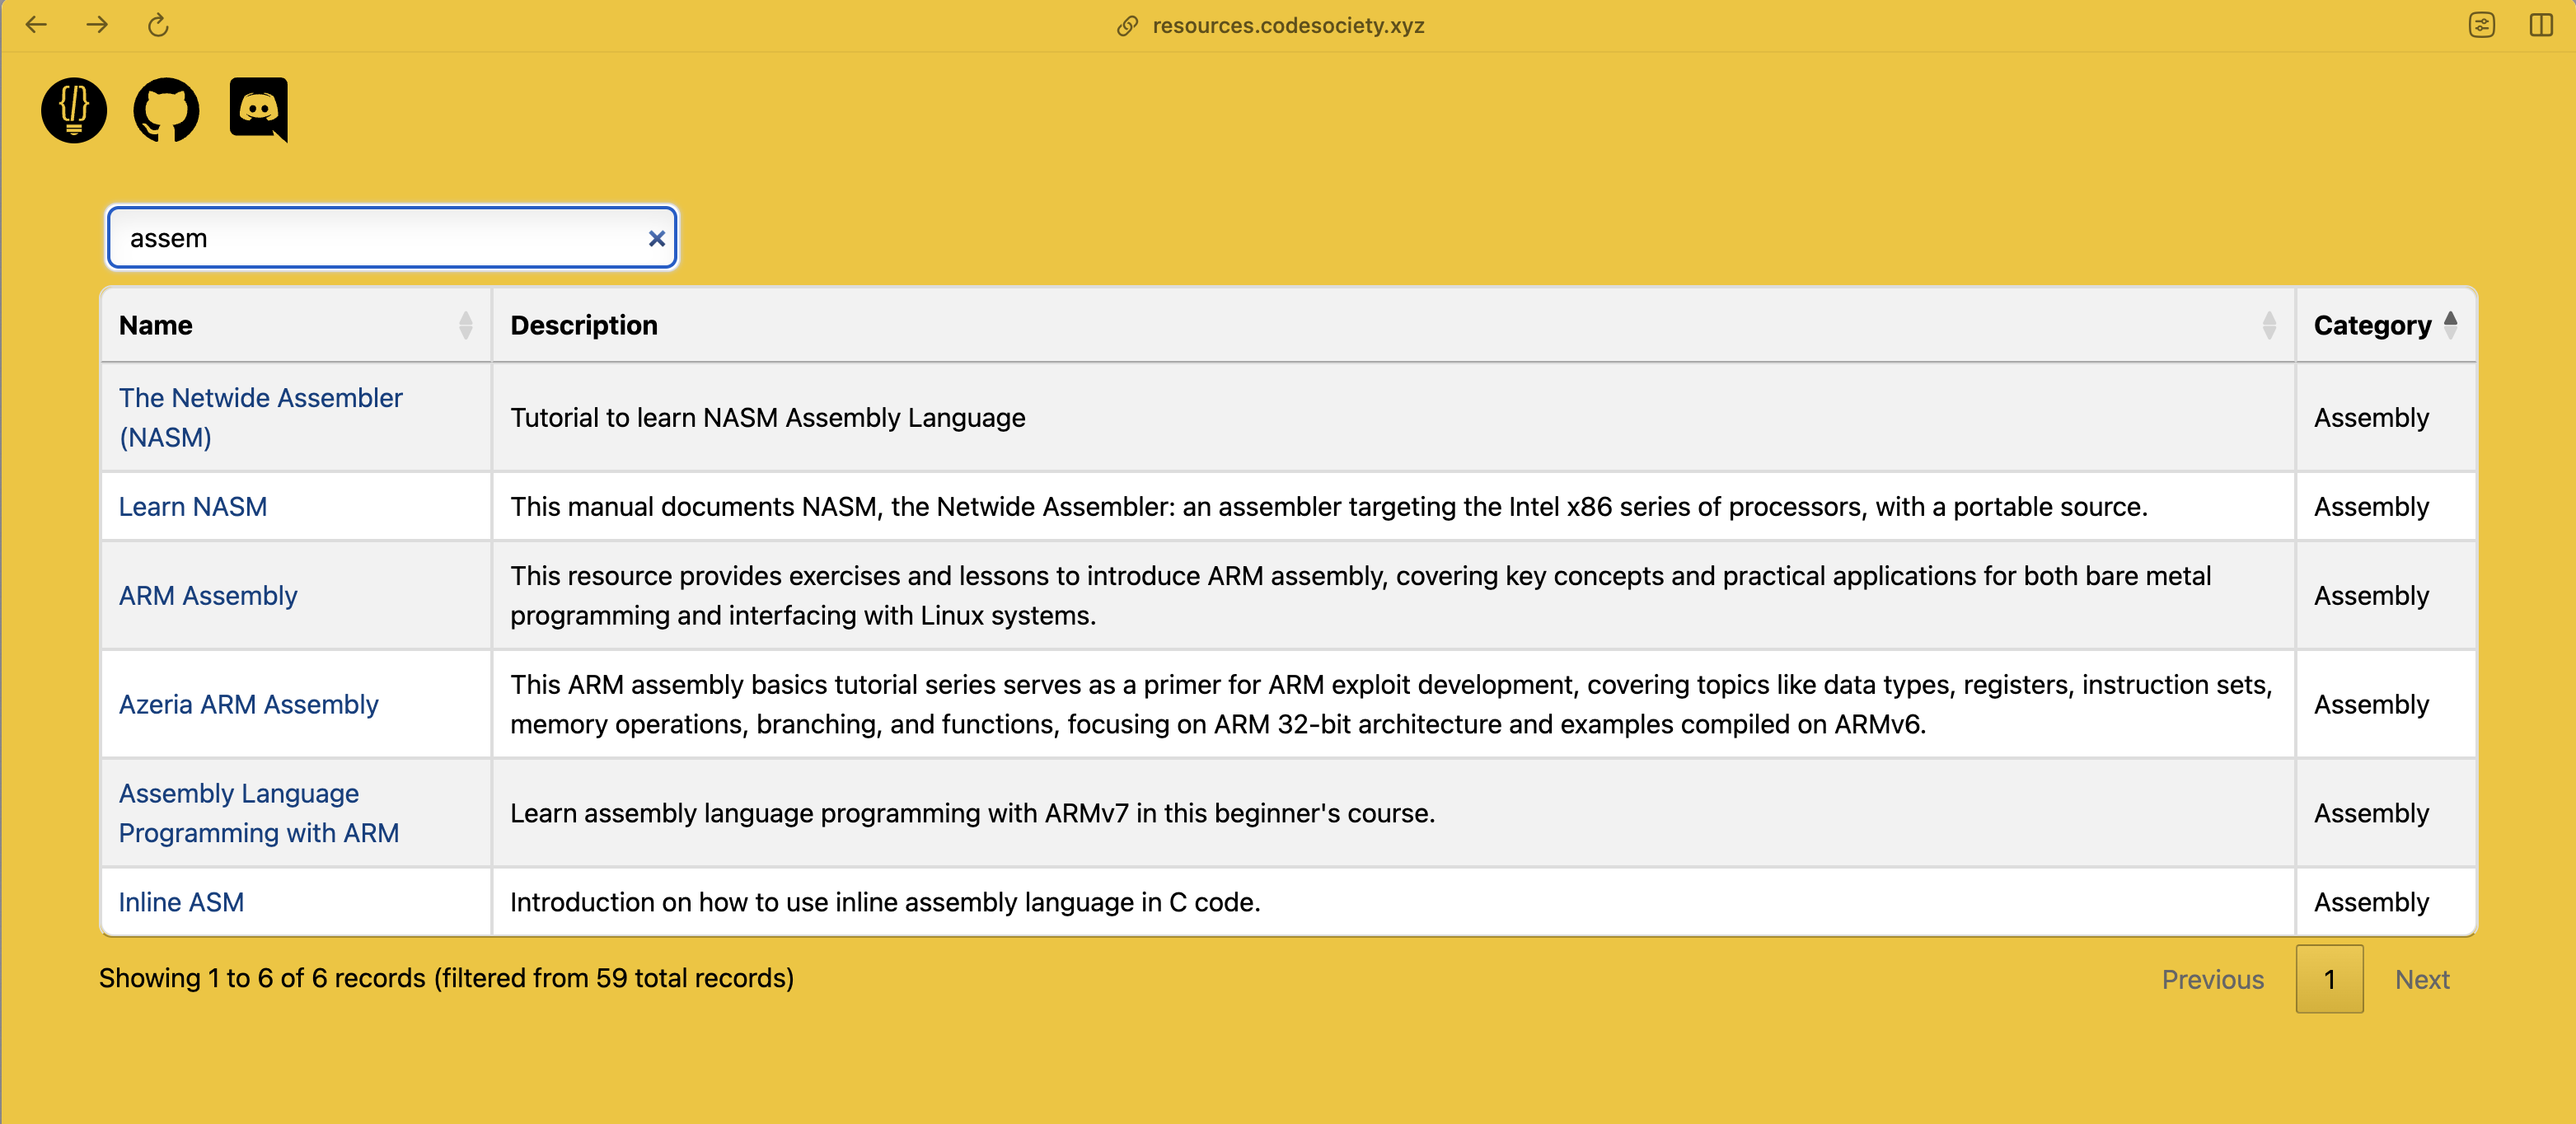 resources.codesociety.xyz
assem
Name
Description
Category
The Netwide Assembler
(NASM)
Tutorial to learn NASM Assembly Language
Assembly
Learn NASM
This manual documents NASM, the Netwide Assembler: an assembler targeting the Intel x86 series of processors, with a portable source.
Assembly
ARM Assembly
This resource provides exercises and lessons to introduce ARM assembly, covering key concepts and practical applications for both bare metal
programming and interfacing with Linux systems.
Assembly
Azeria ARM Assembly
This ARM assembly basics tutorial series serves as a primer for ARM exploit development, covering topics like data types, registers, instruction sets,
memory operations, branching, and functions, focusing on ARM 32-bit architecture and examples compiled on ARMv6.
Assembly
Assembly Language
Programming with ARM
Learn assembly language programming with ARMv7 in this beginner's course.
Assembly
Inline ASM
Introduction on how to use inline assembly language in C code.
Assembly
Showing 1 to 6 of 6 records (filtered from 59 total records)
Previous
1
Next